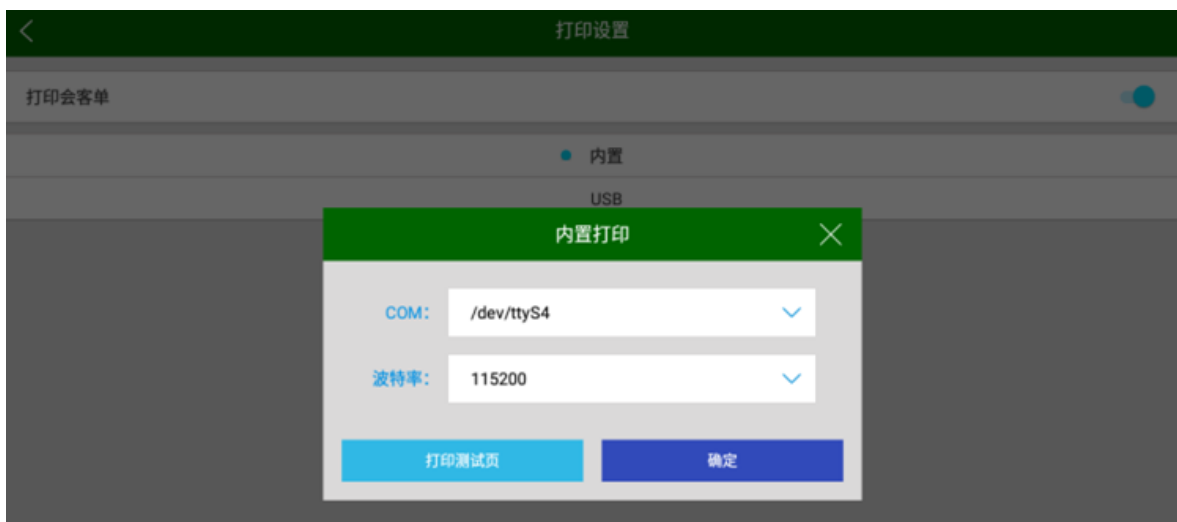 打印设置
打印会客单
内置
USB
内置打印
COM: /dev/ttyS4
波特率: 115200
打印测试页 确定